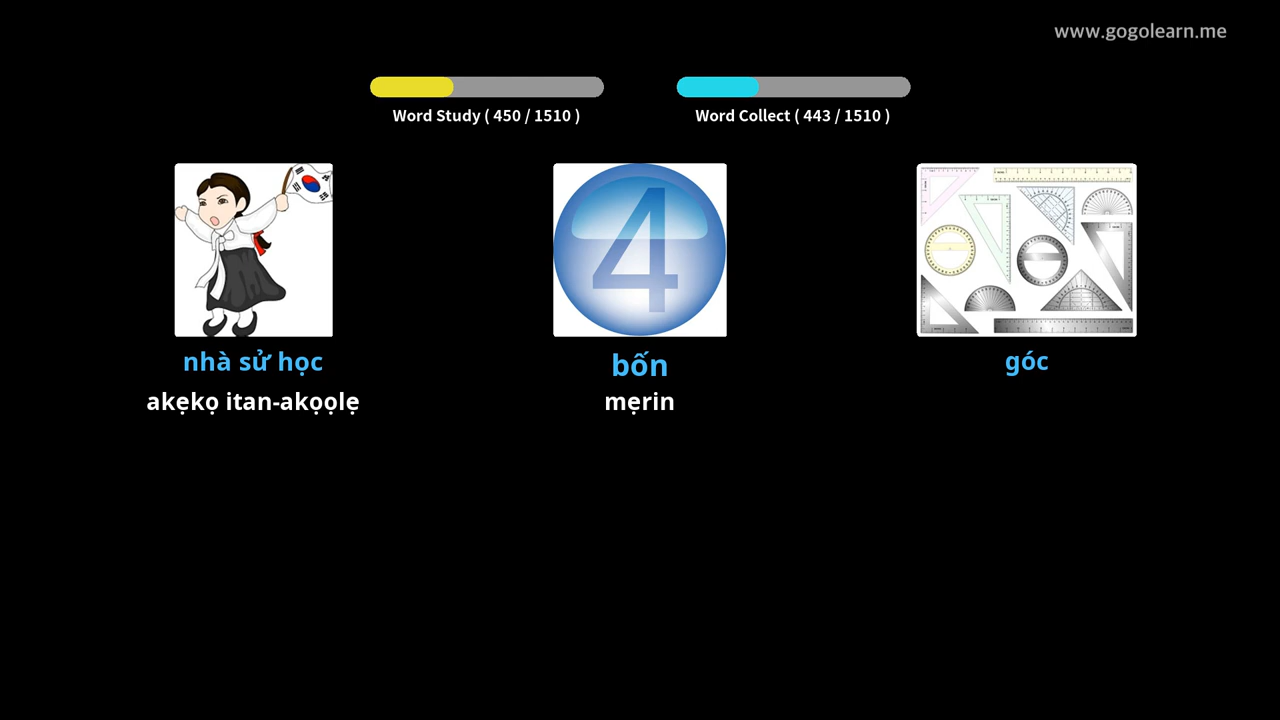 www.gogolearn.me
Word Study ( 450 / 1510 )
Word Collect ( 443 / 1510 )
4
nhà sử học
bốn
góc
akẹkọ itan-akọọlẹ
mẹrin